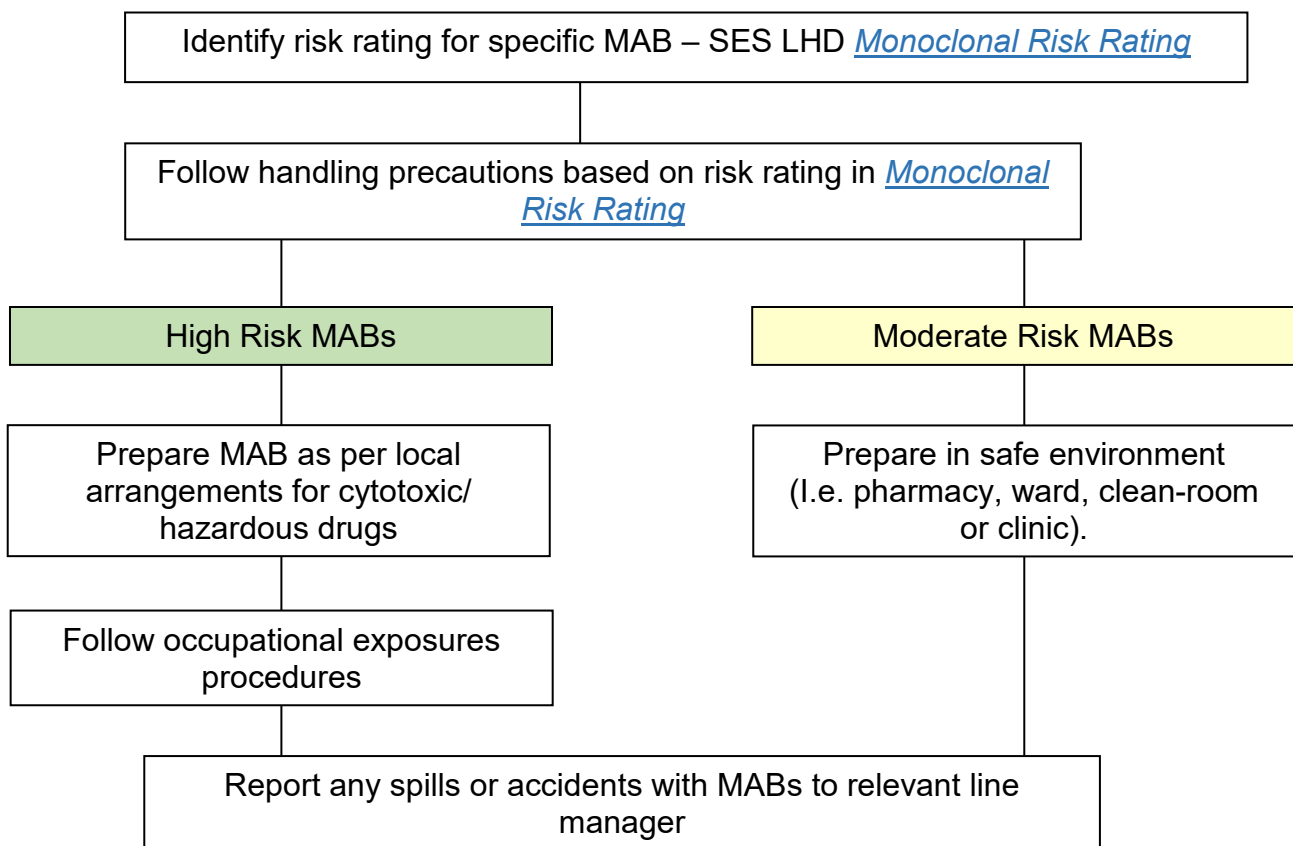 Identify risk rating for specific MAB – SES LHD Monoclonal Risk Rating
Follow handling precautions based on risk rating in Monoclonal
Risk Rating
High Risk MABs
Moderate Risk MABs
Prepare MAB as per local
arrangements for cytotoxic/
hazardous drugs
Prepare in safe environment
(I.e. pharmacy, ward, clean-room
or clinic).
Follow occupational exposures
procedures
Report any spills or accidents with MABs to relevant line
manager